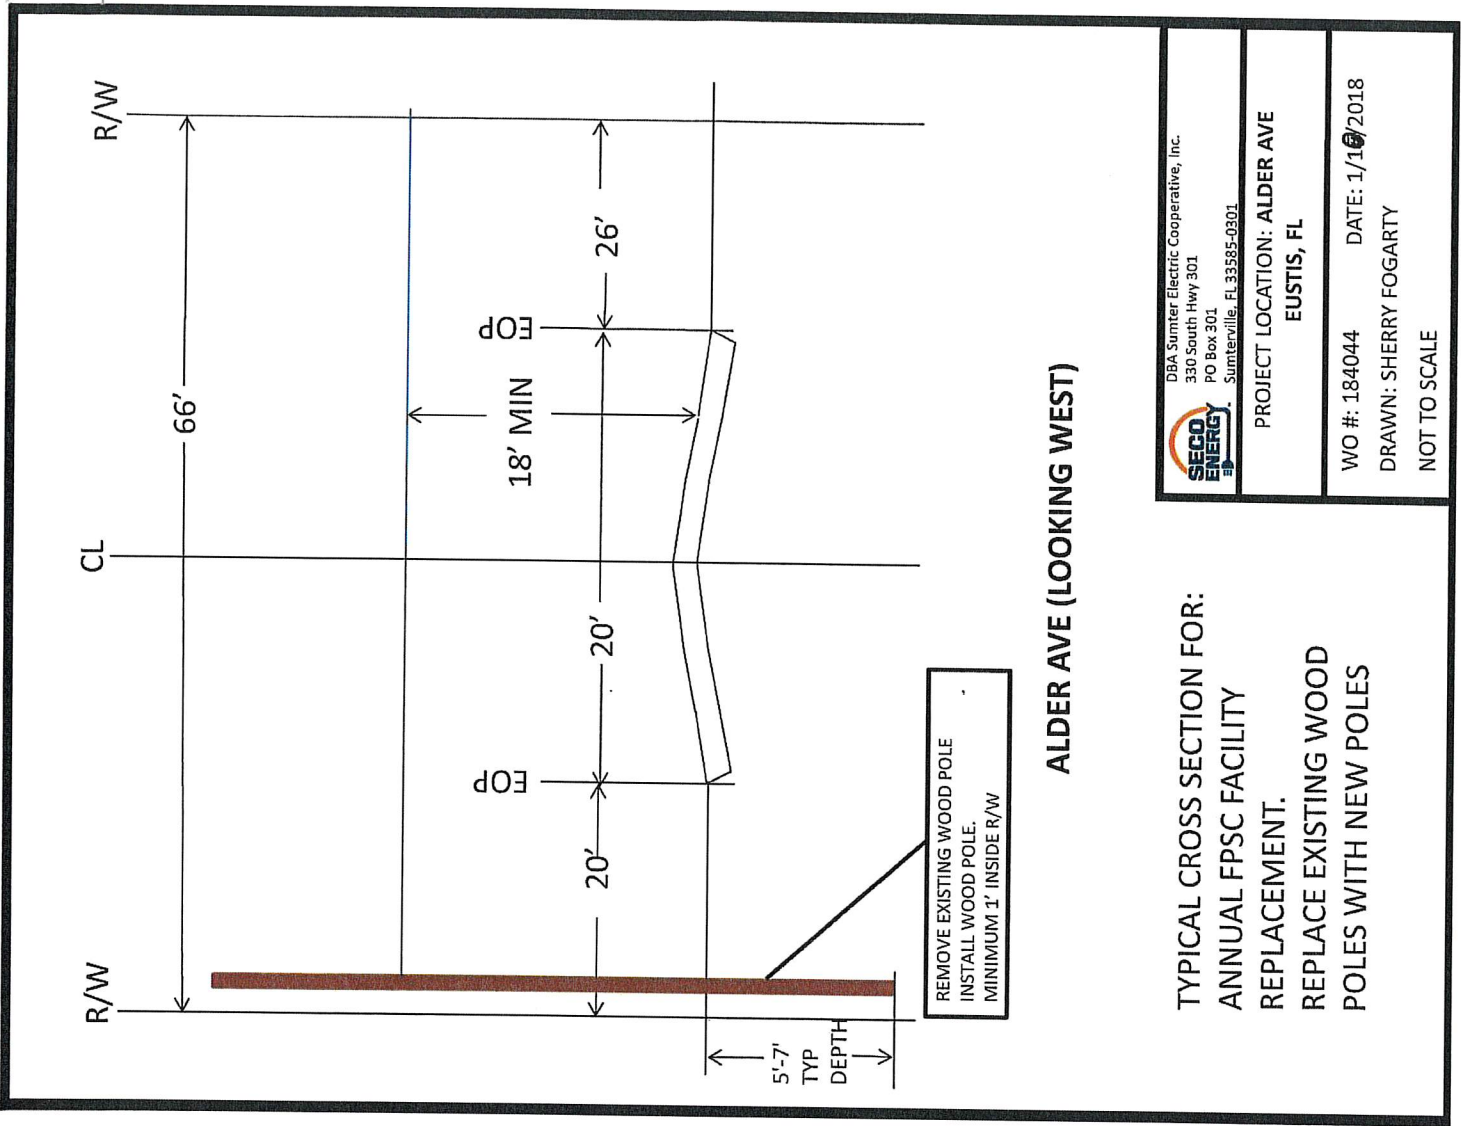 R/W
CL
R/W
66'
18' MIN
EOP
EOP
20'
20'
26'
5'-7'
TYP
DEPTH
REMOVE EXISTING WOOD POLE
INSTALL WOOD POLE.
MINIMUM 1' INSIDE R/W
ALDER AVE (LOOKING WEST)
TYPICAL CROSS SECTION FOR:
ANNUAL FPSC FACILITY
REPLACEMENT.
REPLACE EXISTING WOOD
POLES WITH NEW POLES
SECO
ENERGY
DBA Sumter Electric Cooperative, Inc.
330 South Hwy 301
PO Box 301
Sumterville, FL 33585-0301
PROJECT LOCATION: ALDER AVE
EUSTIS, FL
WO #: 184044 DATE:
DRAWN: SHERRY FOGARTY
NOT TO SCALE